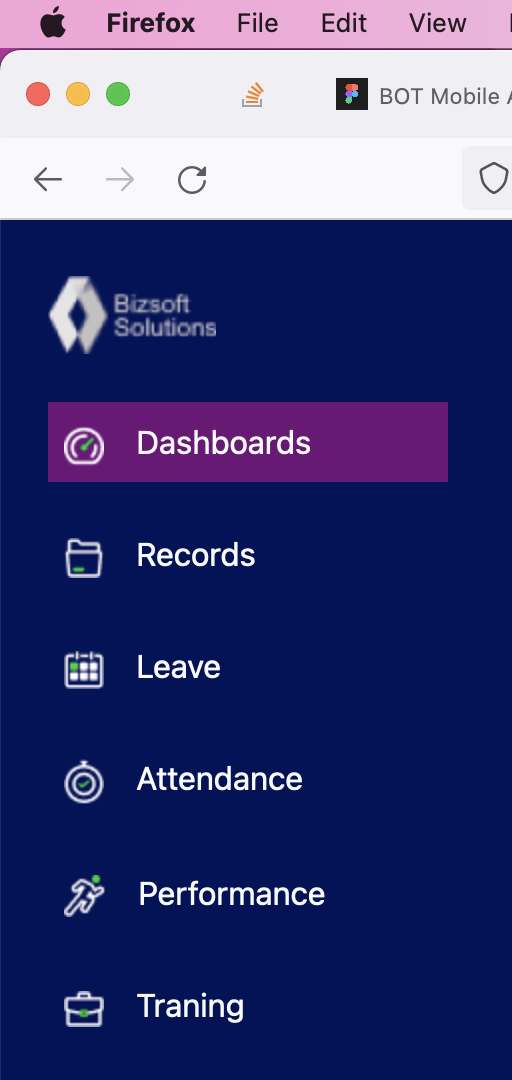 Firefox File Edit View
BOT Mobile
Bizsoft
Solutions
Dashboards
Records
Leave
Attendance
Performance
Traning